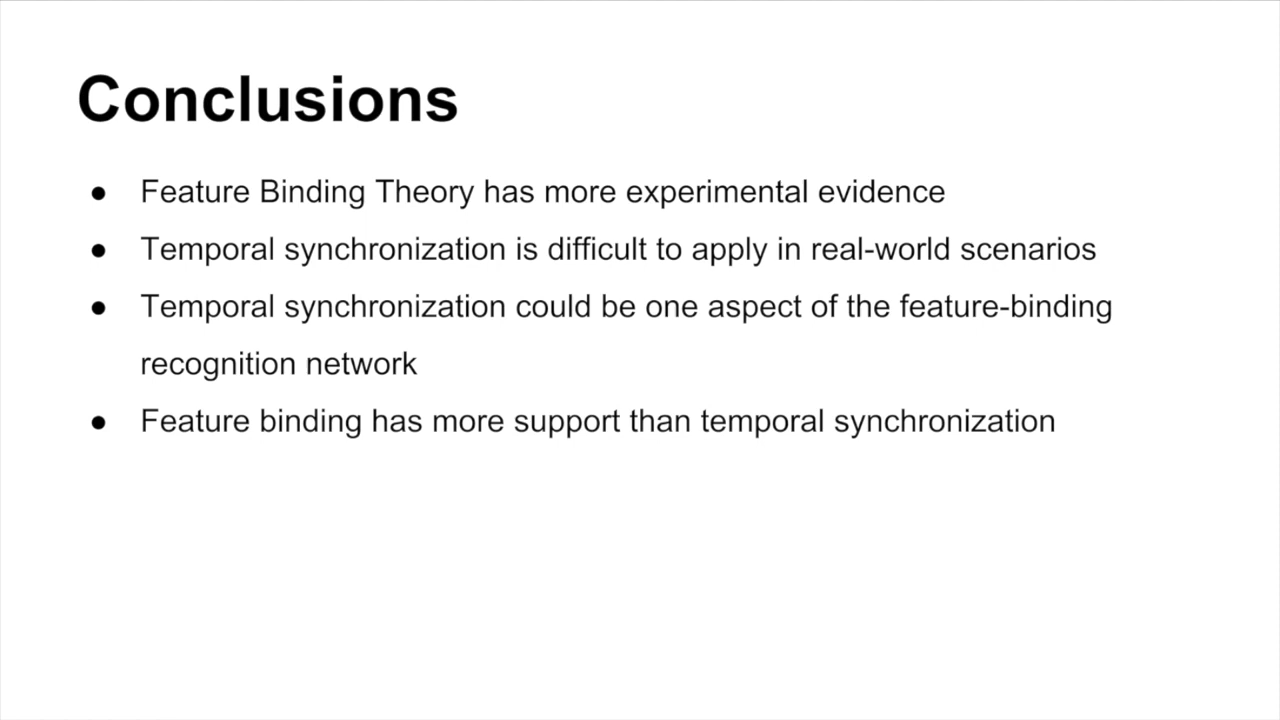 Conclusions
● Feature Binding Theory has more experimental evidence
● Temporal synchronization is difficult to apply in real-world scenarios
● Temporal synchronization could be one aspect of the feature-binding
recognition network
● Feature binding has more support than temporal synchronization